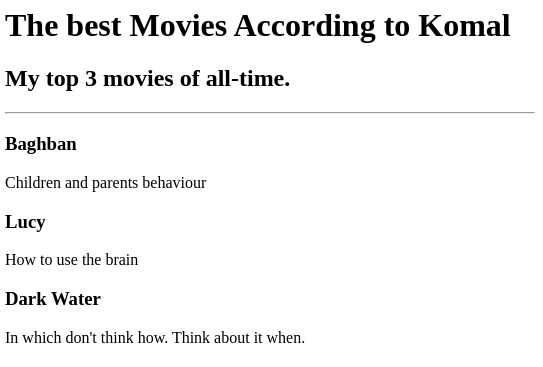 The best Movies According to Komal
My top 3 movies of all-time.
Baghban
Children and parents behaviour
Lucy
How to use the brain
Dark Water
In which don't think how. Think about it when.